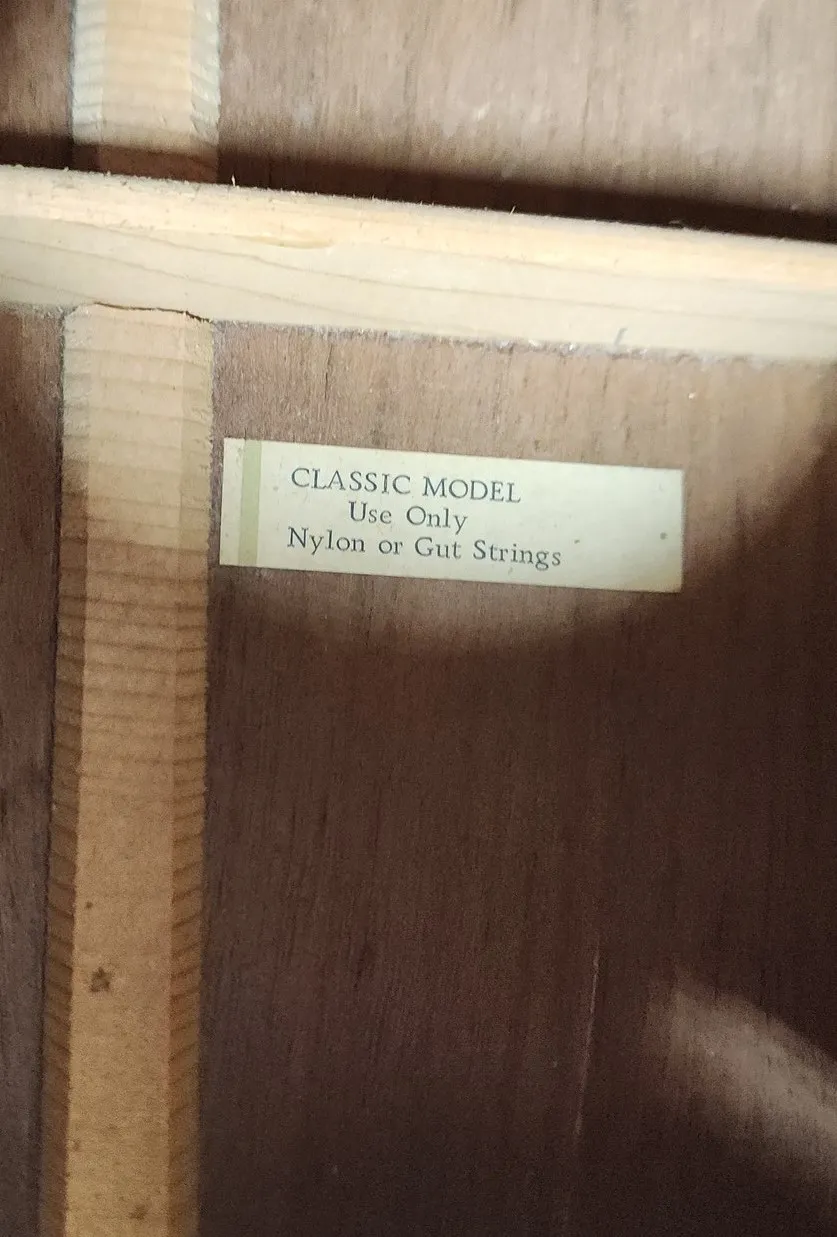 CLASSIC MODEL
Use Only
Nylon or Gut Strings